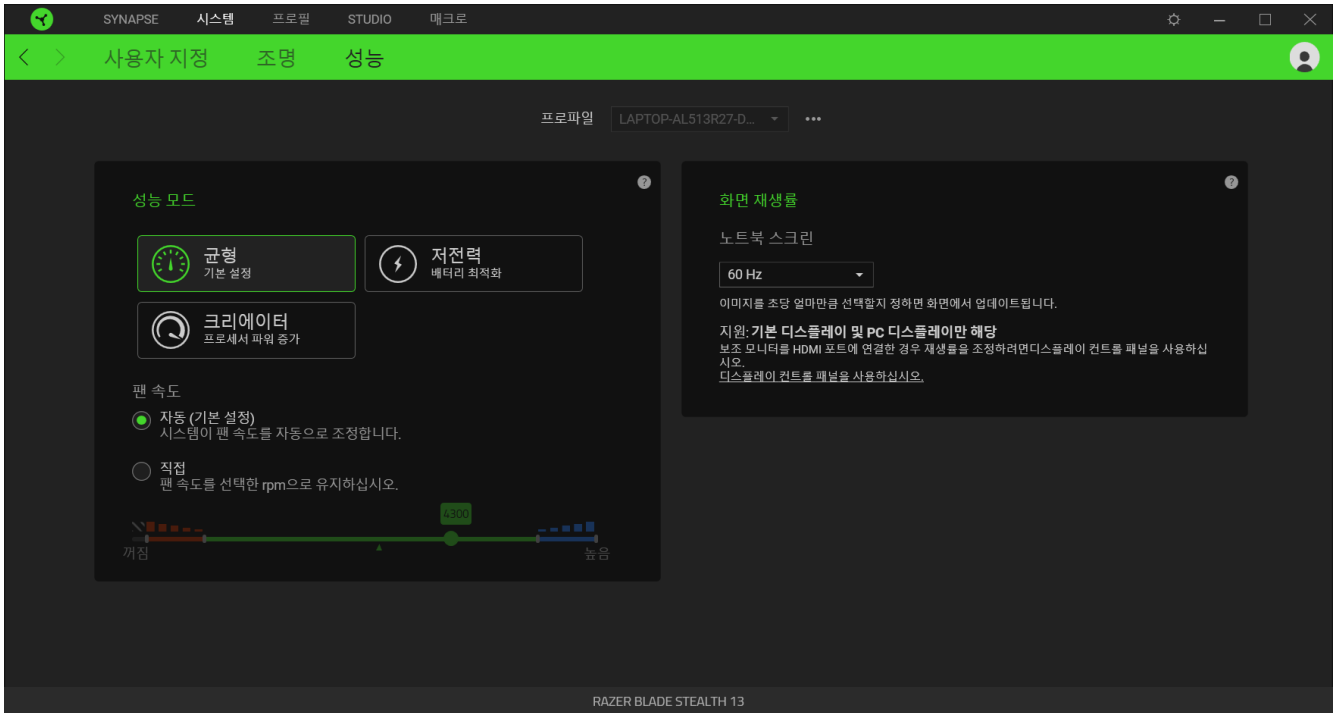 SYNAPSE 시스템 프로필 STUDIO 매크로
사용자 지정 조명 성능
프로파일 LAPTOP-AL513R27-D... •••
성능 모드
균형
기본 설정
저전력
배터리 최적화
크리에이터
프로세서 파워 증가
팬 속도
자동 (기본 설정)
시스템이 팬 속도를 자동으로 조정합니다.
직접
팬 속도를 선택한 rpm으로 유지하십시오.
4300
꺼짐 높음
화면 재생률
노트북 스크린
60 Hz
이미지를 초당 얼마만큼 선택할지 정하면 화면에서 업데이트됩니다.
지원: 기본 디스플레이 및 PC 디스플레이만 해당
보조 모니터를 HDMI 포트에 연결한 경우 재생률을 조정하려면디스플레이 컨트롤 패널을 사용하십
시오.
디스플레이 컨트롤 패널을 사용하십시오.
RAZER BLADE STEALTH 13